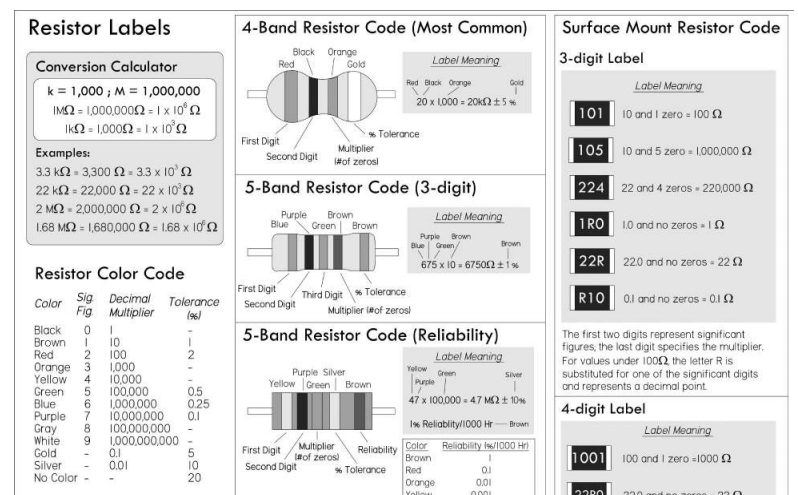 Resistor Labels
Conversion Calculator
k = 1,000 ; M = 1,000,000
1MΩ = 1,000,000Ω = 1 x 10⁶ Ω
1kΩ = 1,000Ω = 1 x 10³ Ω
Examples:
3.3 kΩ = 3,300 Ω = 3.3 x 10³ Ω
22 kΩ = 22,000 Ω = 22 x 10³ Ω
2 MΩ = 2,000,000 Ω = 2 x 10⁶ Ω
1.68 MΩ = 1,680,000 Ω = 1.68 x 10⁶ Ω
Resistor Color Code
Color Sig. Fig. Decimal Multiplier Tolerance (%)
Black 0 1 -
Brown 1 10 1
Red 2 100 2
Orange 3 1,000 -
Yellow 4 10,000 -
Green 5 100,000 0.5
Blue 6 1,000,000 0.25
Purple 7 10,000,000 0.1
Gray 8 100,000,000 -
White 9 1,000,000,000 -
Gold - 0.1 5
Silver - 0.01 10
No Color - - 20
4-Band Resistor Code (Most Common)
Black Orange
Red Gold
First Digit
Second Digit
Multiplier
(#of zeros)
% Tolerance
Label Meaning
Red Black Orange Gold
20 x 1,000 = 20kΩ ± 5 %
5-Band Resistor Code (3-digit)
Purple Brown
Blue Green Brown
First Digit
Second Digit
Third Digit
Multiplier (#of zeros)
% Tolerance
Label Meaning
Purple Brown
Blue Green Brown
675 x 10 = 6750Ω ± 1 %
5-Band Resistor Code (Reliability)
Purple Silver
Yellow Green Brown
First Digit
Second Digit
Multiplier
(#of zeros)
% Tolerance
Reliability
Label Meaning
Yellow Green Silver
Purple
47 x 100,000 = 4.7 MΩ ± 10%
1% Reliablity/1000 Hr Brown
Color Reliability (%/1000 Hr)
Brown 1
Red 0.1
Orange 0.01
Yellow 0.001
Surface Mount Resistor Code
3-digit Label
Label Meaning
101 10 and 1 zero = 100 Ω
105 10 and 5 zero = 1,000,000 Ω
224 22 and 4 zeros = 220,000 Ω
1R0 1.0 and no zeros = 1 Ω
22R 22.0 and no zeros = 22 Ω
R10 0.1 and no zeros = 0.1 Ω
The first two digits represent significant
figures; the last digit specifies the multiplier.
For values under 100Ω, the letter R is
substituted for one of the significant digits
and represents a decimal point.
4-digit Label
Label Meaning
1001 100 and 1 zero =1000 Ω
22R0 22.0 and no zeros = 22 Ω